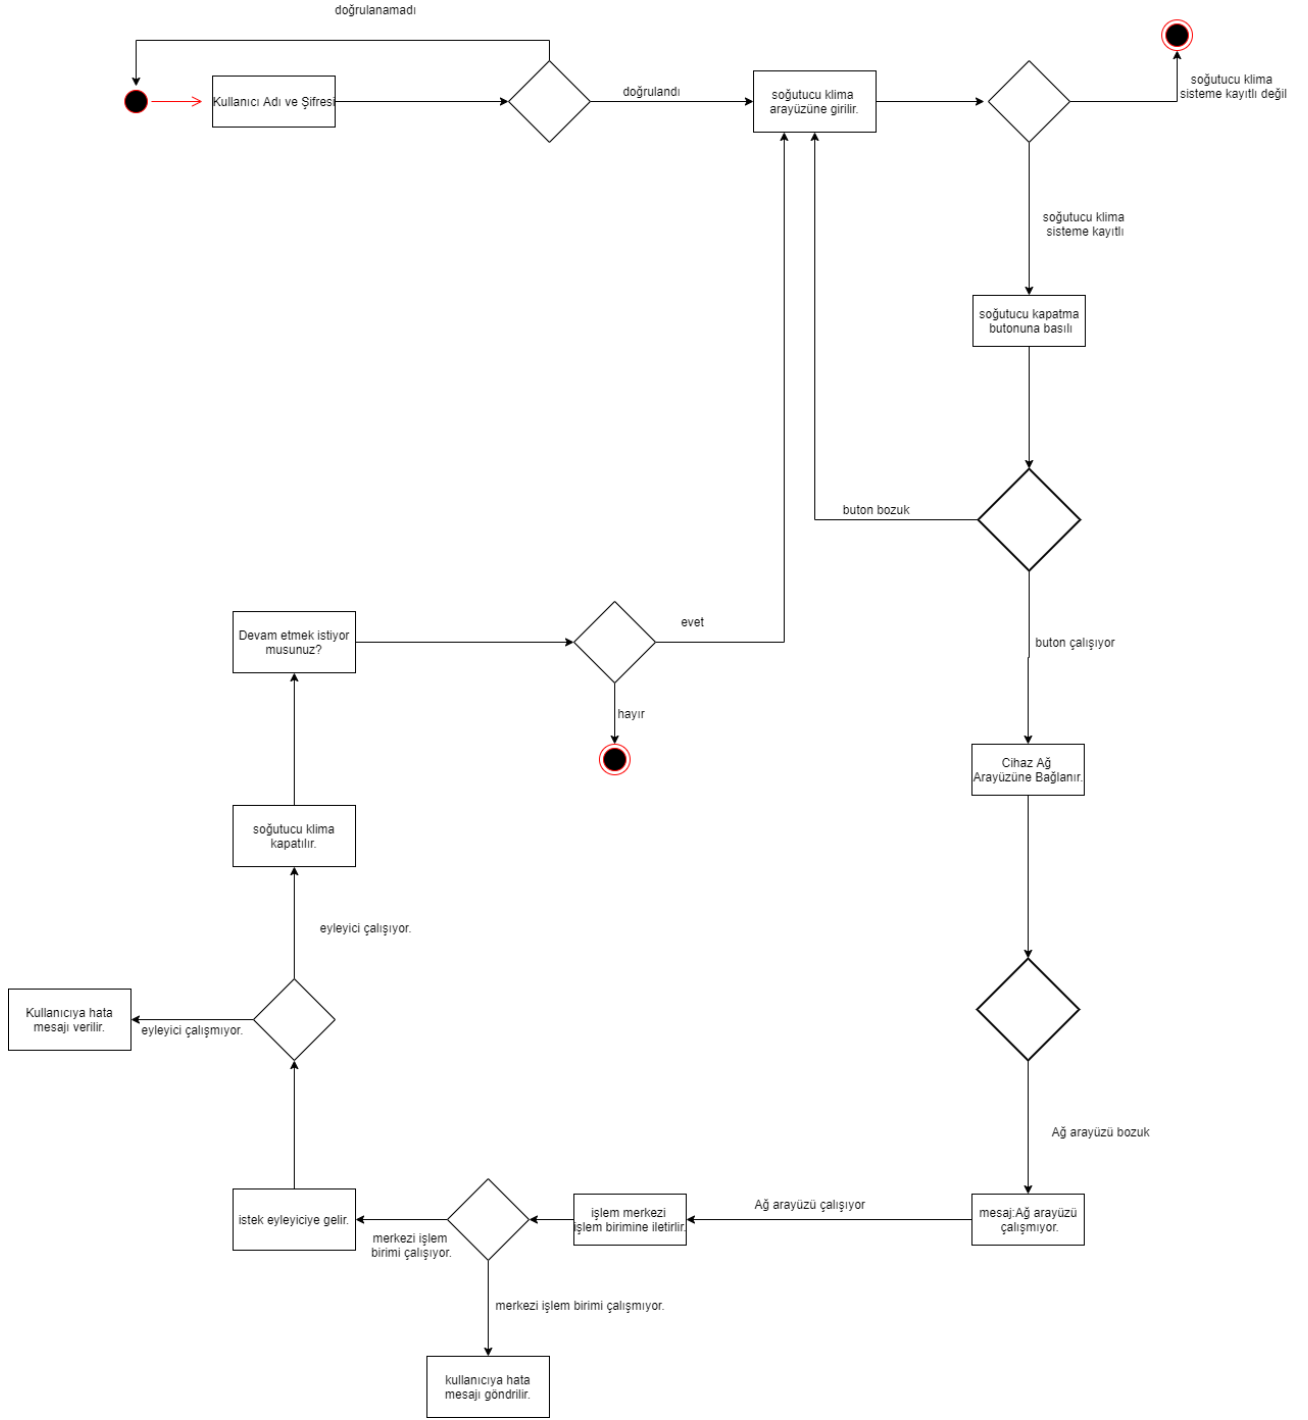 doğrulanamadı
Kullanıcı Adı ve Şifresi
doğrulandı
soğutucu klima
arayüzüne girilir.
soğutucu klima
sisteme kayıtlı değil
soğutucu klima
sisteme kayıtlı
soğutucu kapatma
butonuna basılı
buton bozuk
buton çalışıyor
Devam etmek istiyor
musunuz?
evet
hayır
Cihaz Ağ
Arayüzüne Bağlanır.
soğutucu klima
kapatılır.
eyleyici çalışıyor.
Kullanıcıya hata
mesajı verilir.
eyleyici çalışmıyor.
Ağ arayüzü bozuk
mesaj:Ağ arayüzü
çalışmıyor.
Ağ arayüzü çalışıyor
işlem merkezi
işlem birimine iletirlir.
merkezi işlem
birimi çalışıyor.
istek eyleyiciye gelir.
merkezi işlem birimi çalışmıyor.
kullanıcıya hata
mesajı göndrilir.